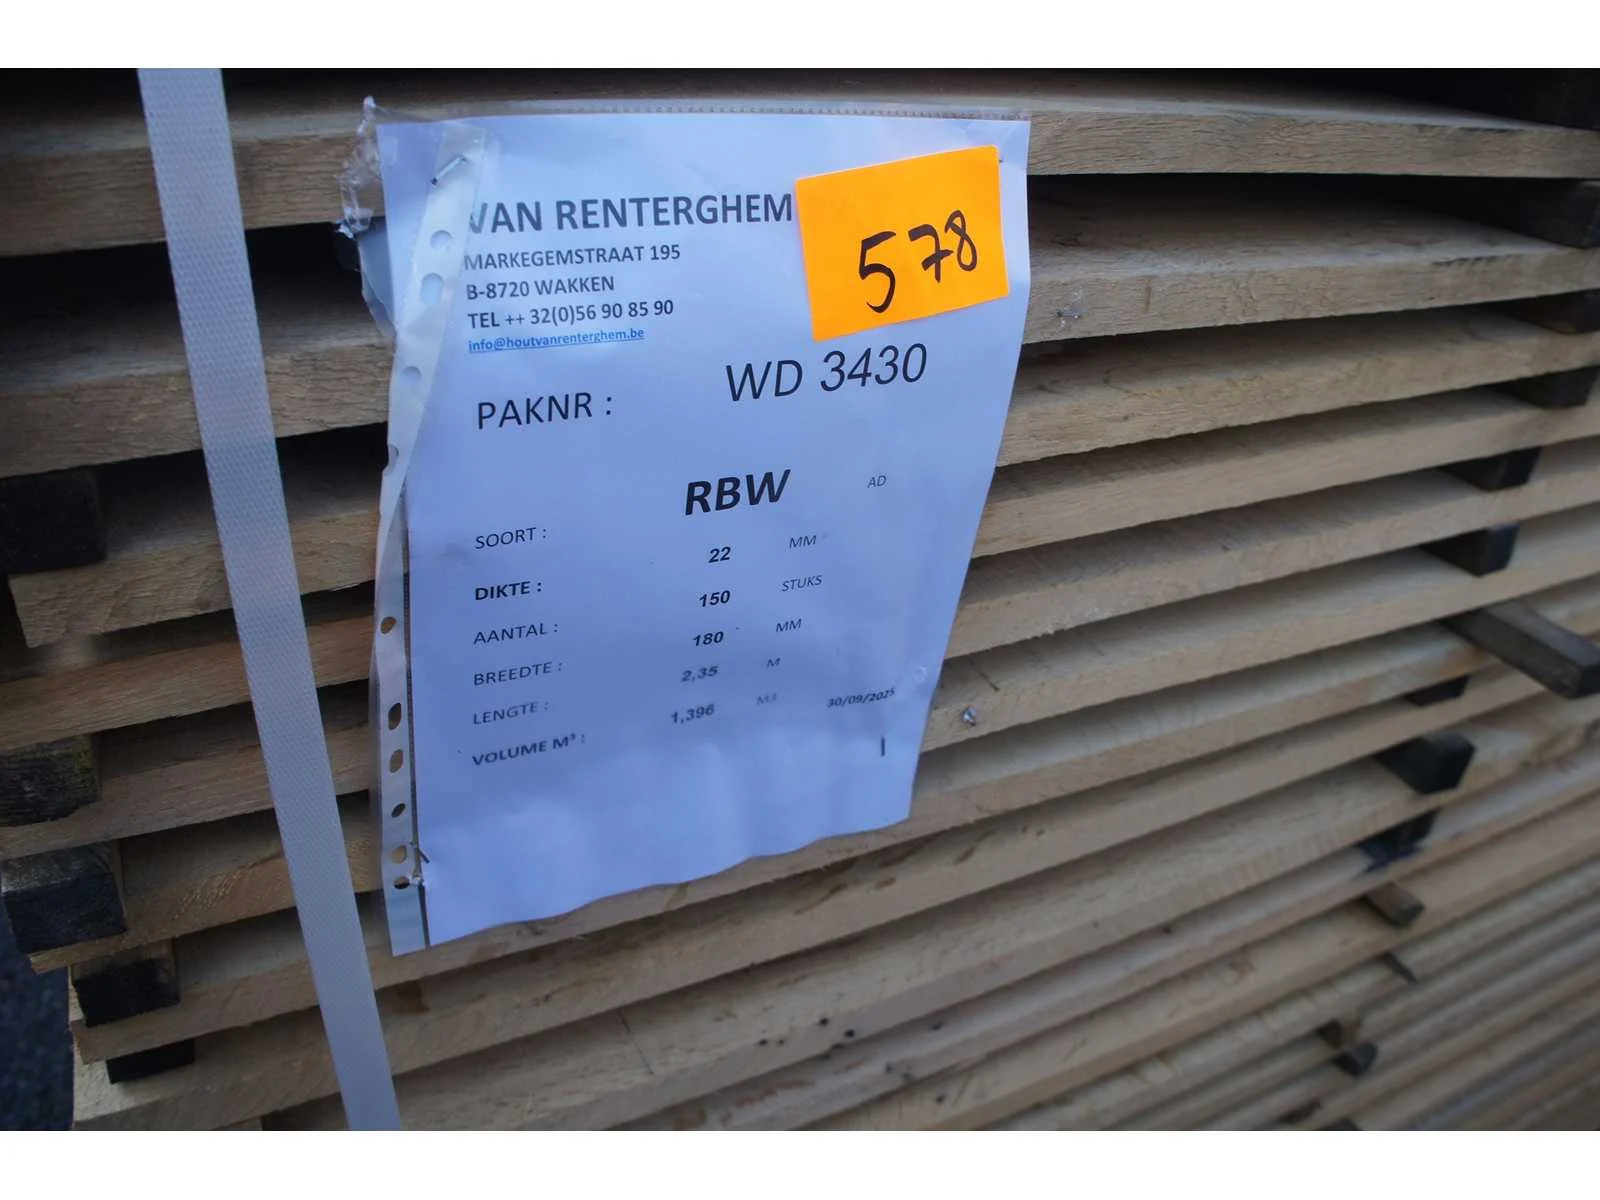 VAN RENTERGHEM
MARKEGEMSTRAAT 195
B-8720 WAKKEN
TEL ++ 32(0)56 90 85 90
info@houtvanrenterghem.be
578
PAKNR : WD 3430
SOORT : RBW AD
DIKTE : 22 MM
AANTAL : 150 STUKS
BREEDTE : 180 MM
LENGTE : 2,35 M
VOLUME M³ : 1,396 M3 30/09/2025